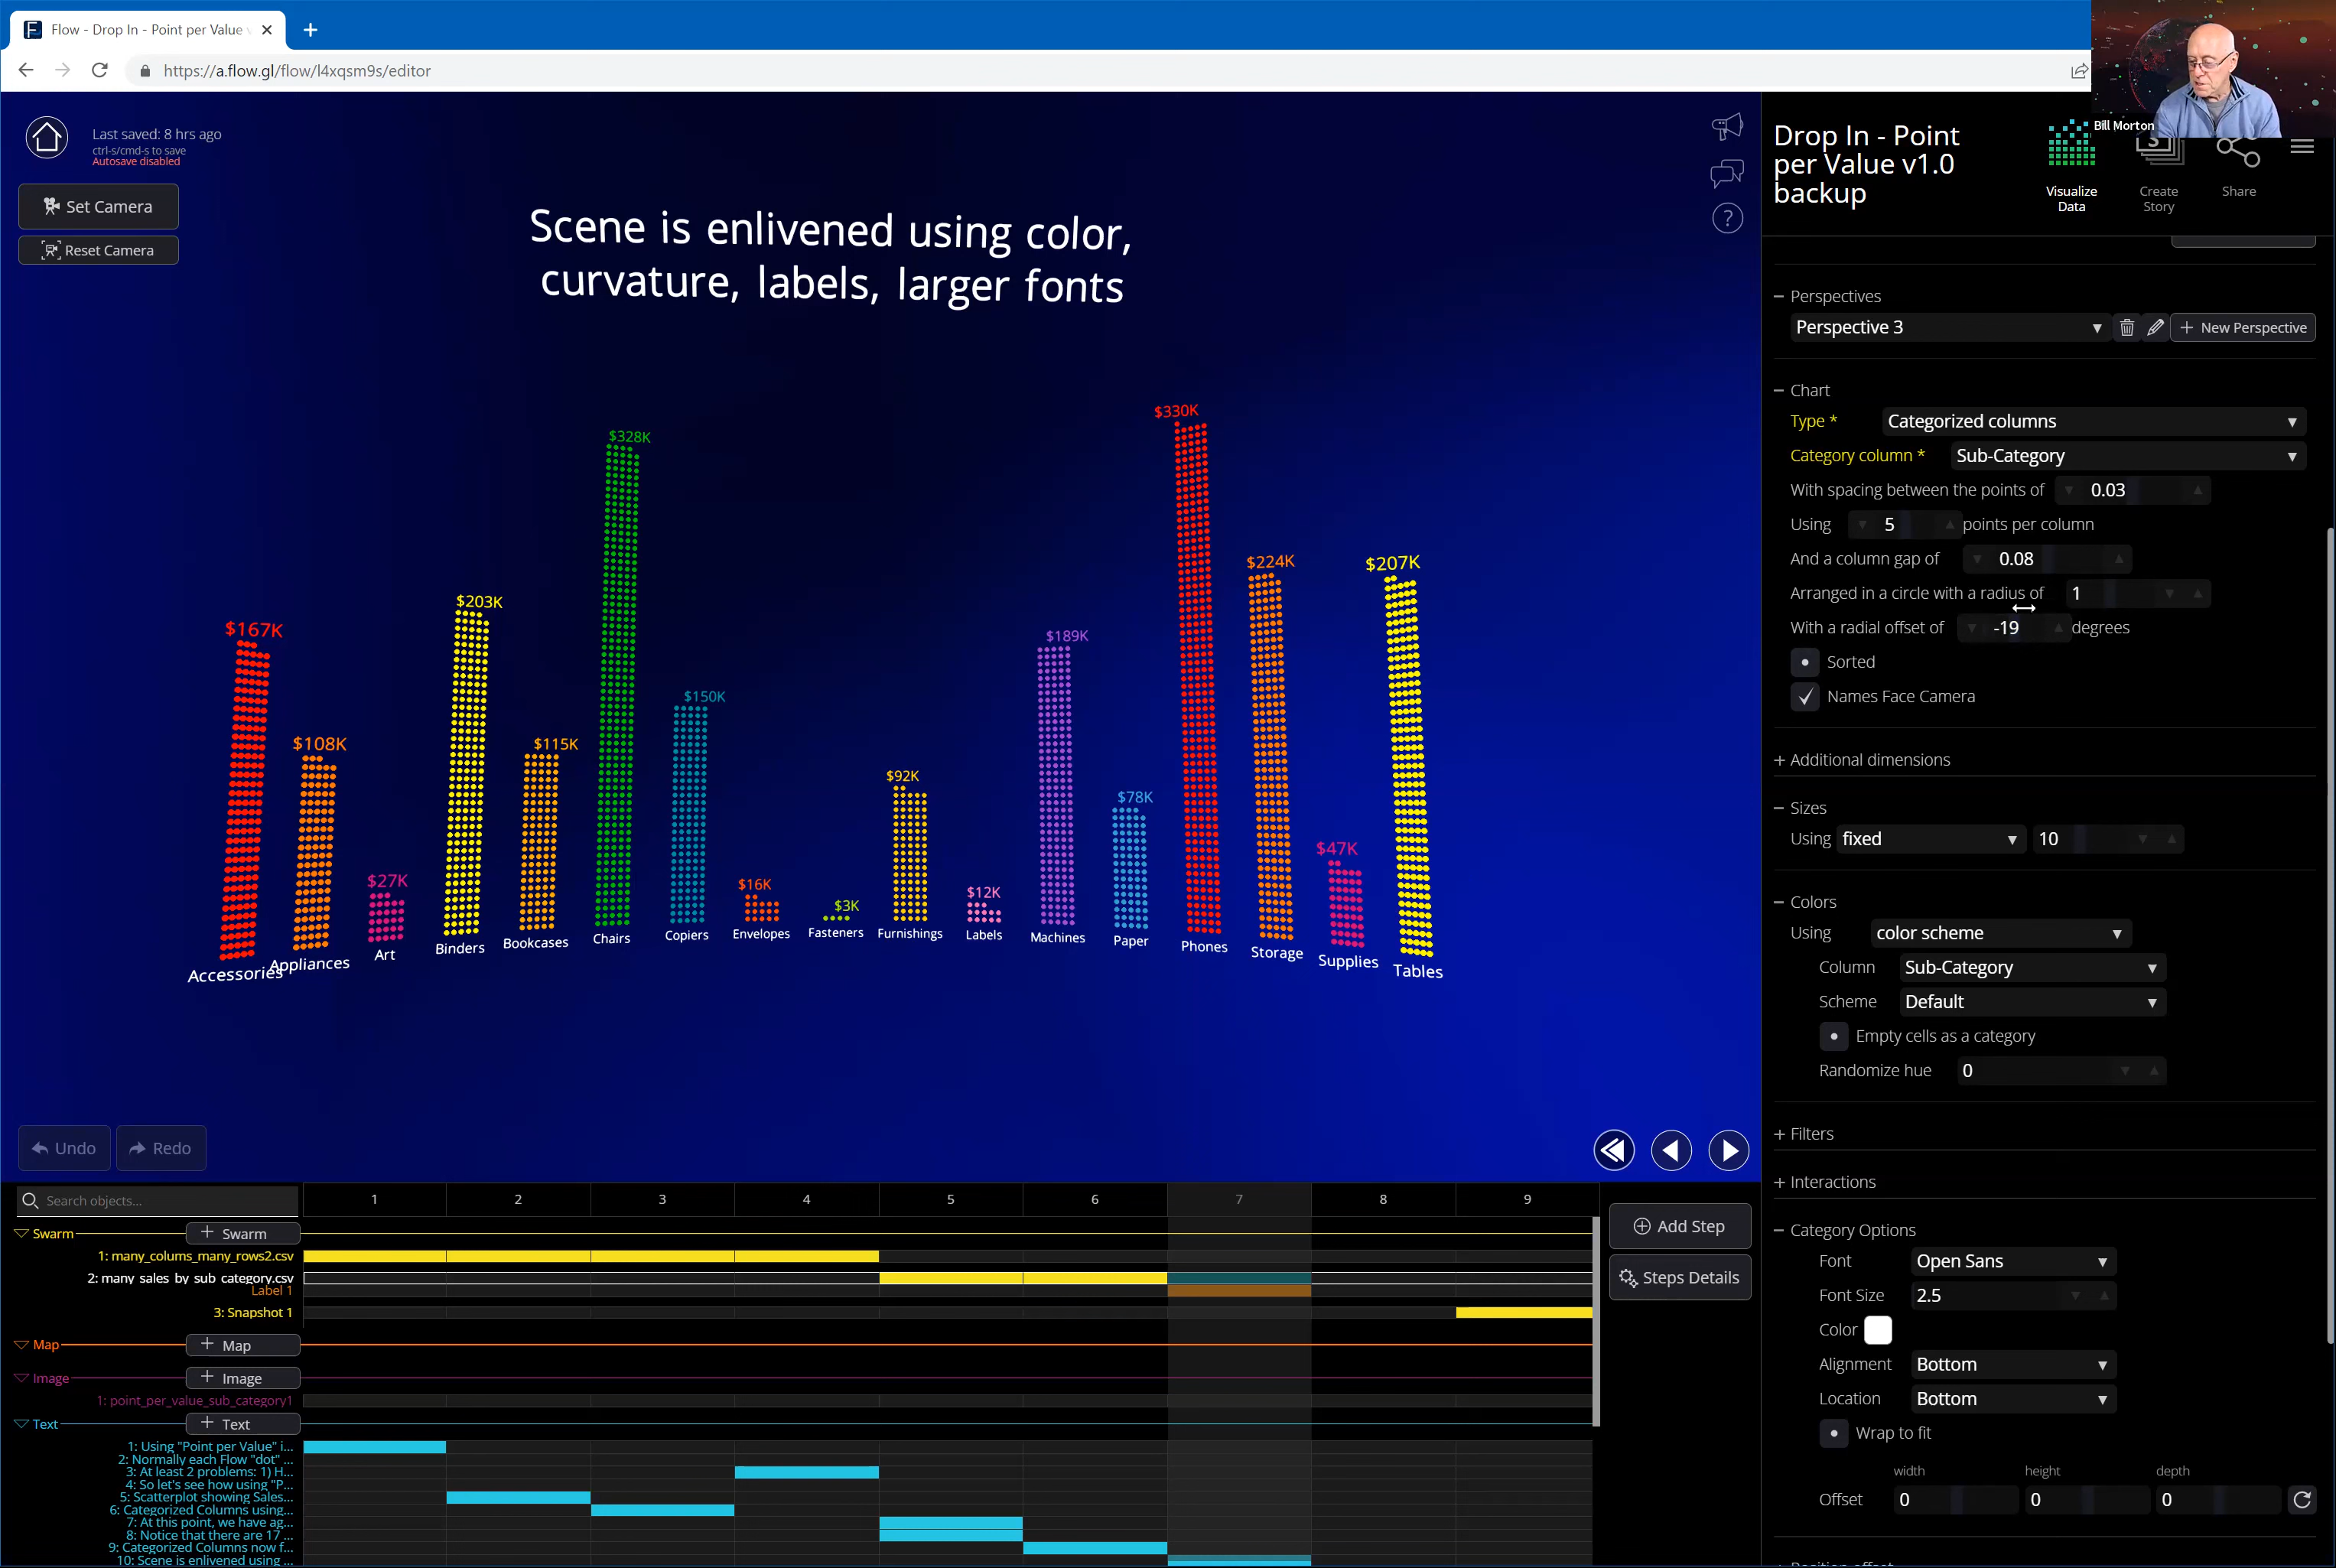 Flow - Drop In - Point per Value
https://a.flow.gl/flow/l4xqsm9s/editor
Bill Morton
Last saved: 8 hrs ago
ctrl-s/cmd-s to save
Autosave disabled
Set Camera
Reset Camera
Scene is enlivened using color,
curvature, labels, larger fonts
$330K
$328K
$224K
$207K
$203K
$167K
$189K
$150K
$108K
$115K
$92K
$78K
$47K
$27K
$16K
$3K
$12K
Accessories
Appliances
Art
Binders
Bookcases
Chairs
Copiers
Envelopes
Fasteners
Furnishings
Labels
Machines
Paper
Phones
Storage
Supplies
Tables
Undo
Redo
Drop In - Point
per Value v1.0
backup
Visualize
Data
Create
Story
Share
Perspectives
Perspective 3
New Perspective
Chart
Type * Categorized columns
Category column * Sub-Category
With spacing between the points of 0.03
Using 5 points per column
And a column gap of 0.08
Arranged in a circle with a radius of 1
With a radial offset of -19 degrees
Sorted
Names Face Camera
Additional dimensions
Sizes
Using fixed 10
Colors
Using color scheme
Column Sub-Category
Scheme Default
Empty cells as a category
Randomize hue 0
Filters
Interactions
Category Options
Font Open Sans
Font Size 2.5
Color
Alignment Bottom
Location Bottom
Wrap to fit
width height depth
Offset 0 0 0
Search objects...
1 2 3 4 5 6 7 8 9
Swarm + Swarm
1: many_colums_many_rows2.csv
2: many_sales_by_sub_category.csv
Label 1
3: Snapshot 1
Map + Map
Image + Image
1: point_per_value_sub_category1
Text + Text
1: Using "Point per Value" i...
2: Normally each Flow "dot" ...
3: At least 2 problems: 1) H...
4: So let's see how using "P...
5: Scatterplot showing Sales...
6: Categorized Columns using...
7: At this point, we have ag...
8: Notice that there are 17 ...
9: Categorized Columns now f...
10: Scene is enlivened using ...
Add Step
Steps Details